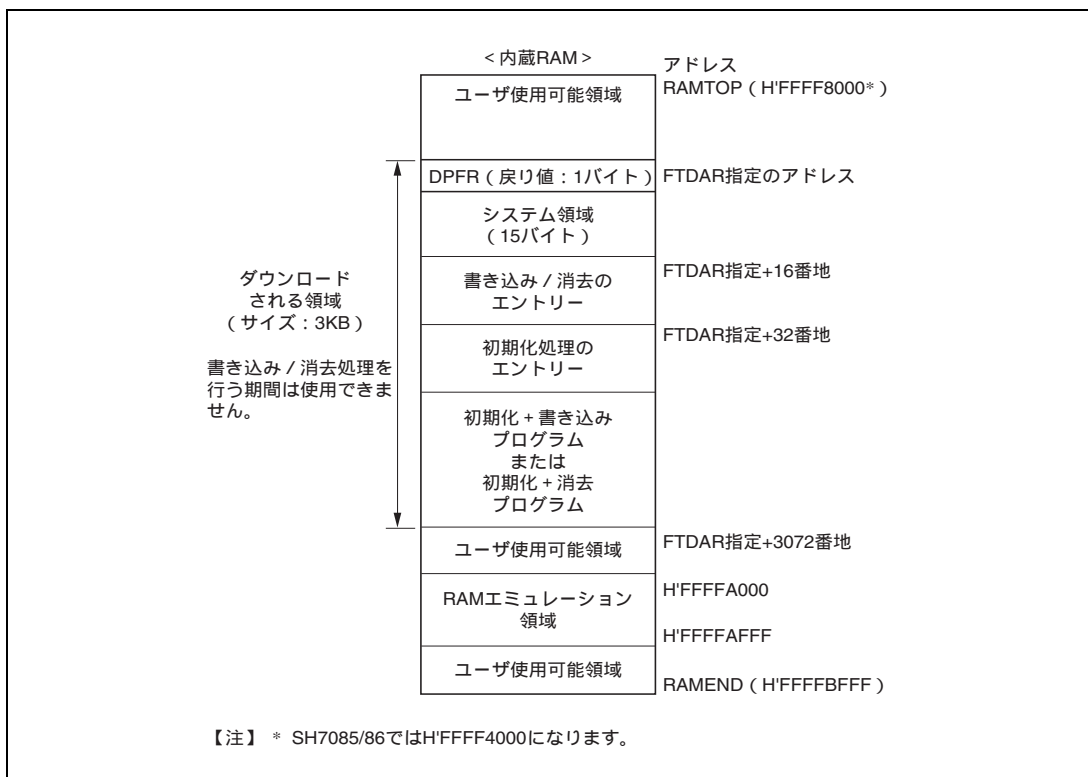 < 内蔵RAM >
アドレス
ユーザ使用可能領域
RAMTOP（H'FFFF8000*）
DPFR（戻り値：1バイト）
FTDAR指定のアドレス
システム領域
（15バイト）
ダウンロード
される領域
（サイズ：3KB）
書き込み / 消去処理を
行う期間は使用できま
せん。
書き込み / 消去の
エントリー
FTDAR指定+16番地
初期化処理の
エントリー
FTDAR指定+32番地
初期化 + 書き込み
プログラム
または
初期化 + 消去
プログラム
ユーザ使用可能領域
FTDAR指定+3072番地
RAMエミュレーション
領域
H'FFFFA000
H'FFFFAFFF
ユーザ使用可能領域
RAMEND（H'FFFFBFFF）
【注】 * SH7085/86ではH'FFFF4000になります。